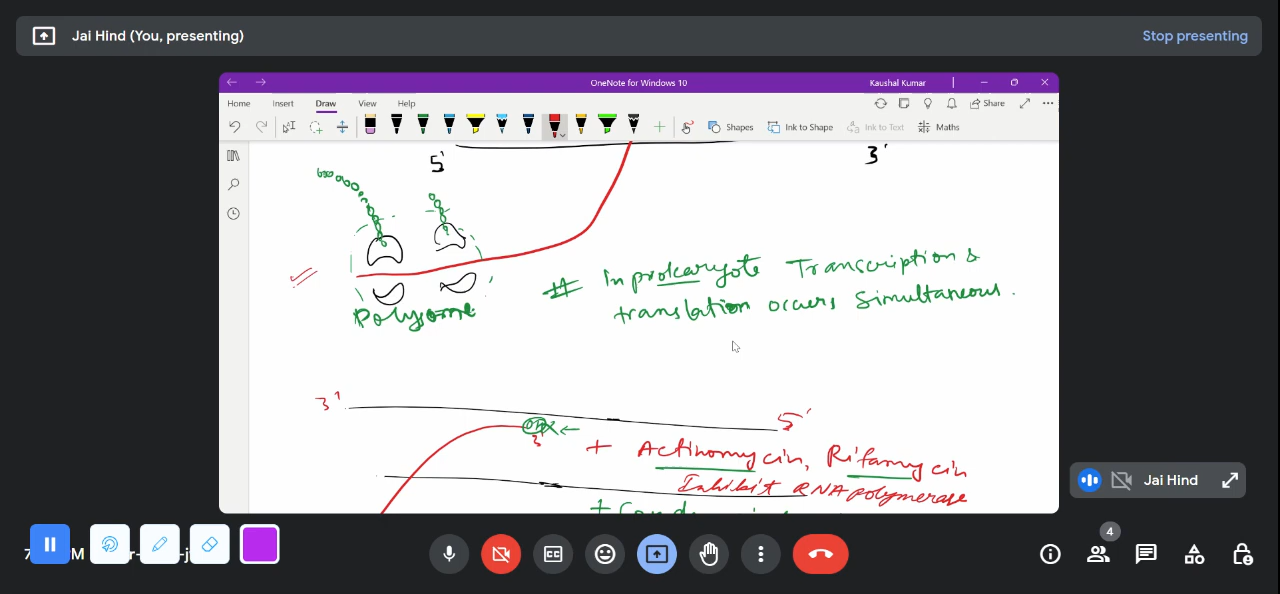 Jai Hind (You, presenting)
Stop presenting
OneNote for Windows 10
Kaushal Kumar
Home Insert Draw View Help
Share
Shapes Ink to Shape Ink to Text Maths
5' 3'
# In prokaryote Transcription &
translation occurs simultaneous.
Polysome
3' 5'
3'
+ Actinomycin, Rifamycin
Inhibit RNA polymerase
Jai Hind
4